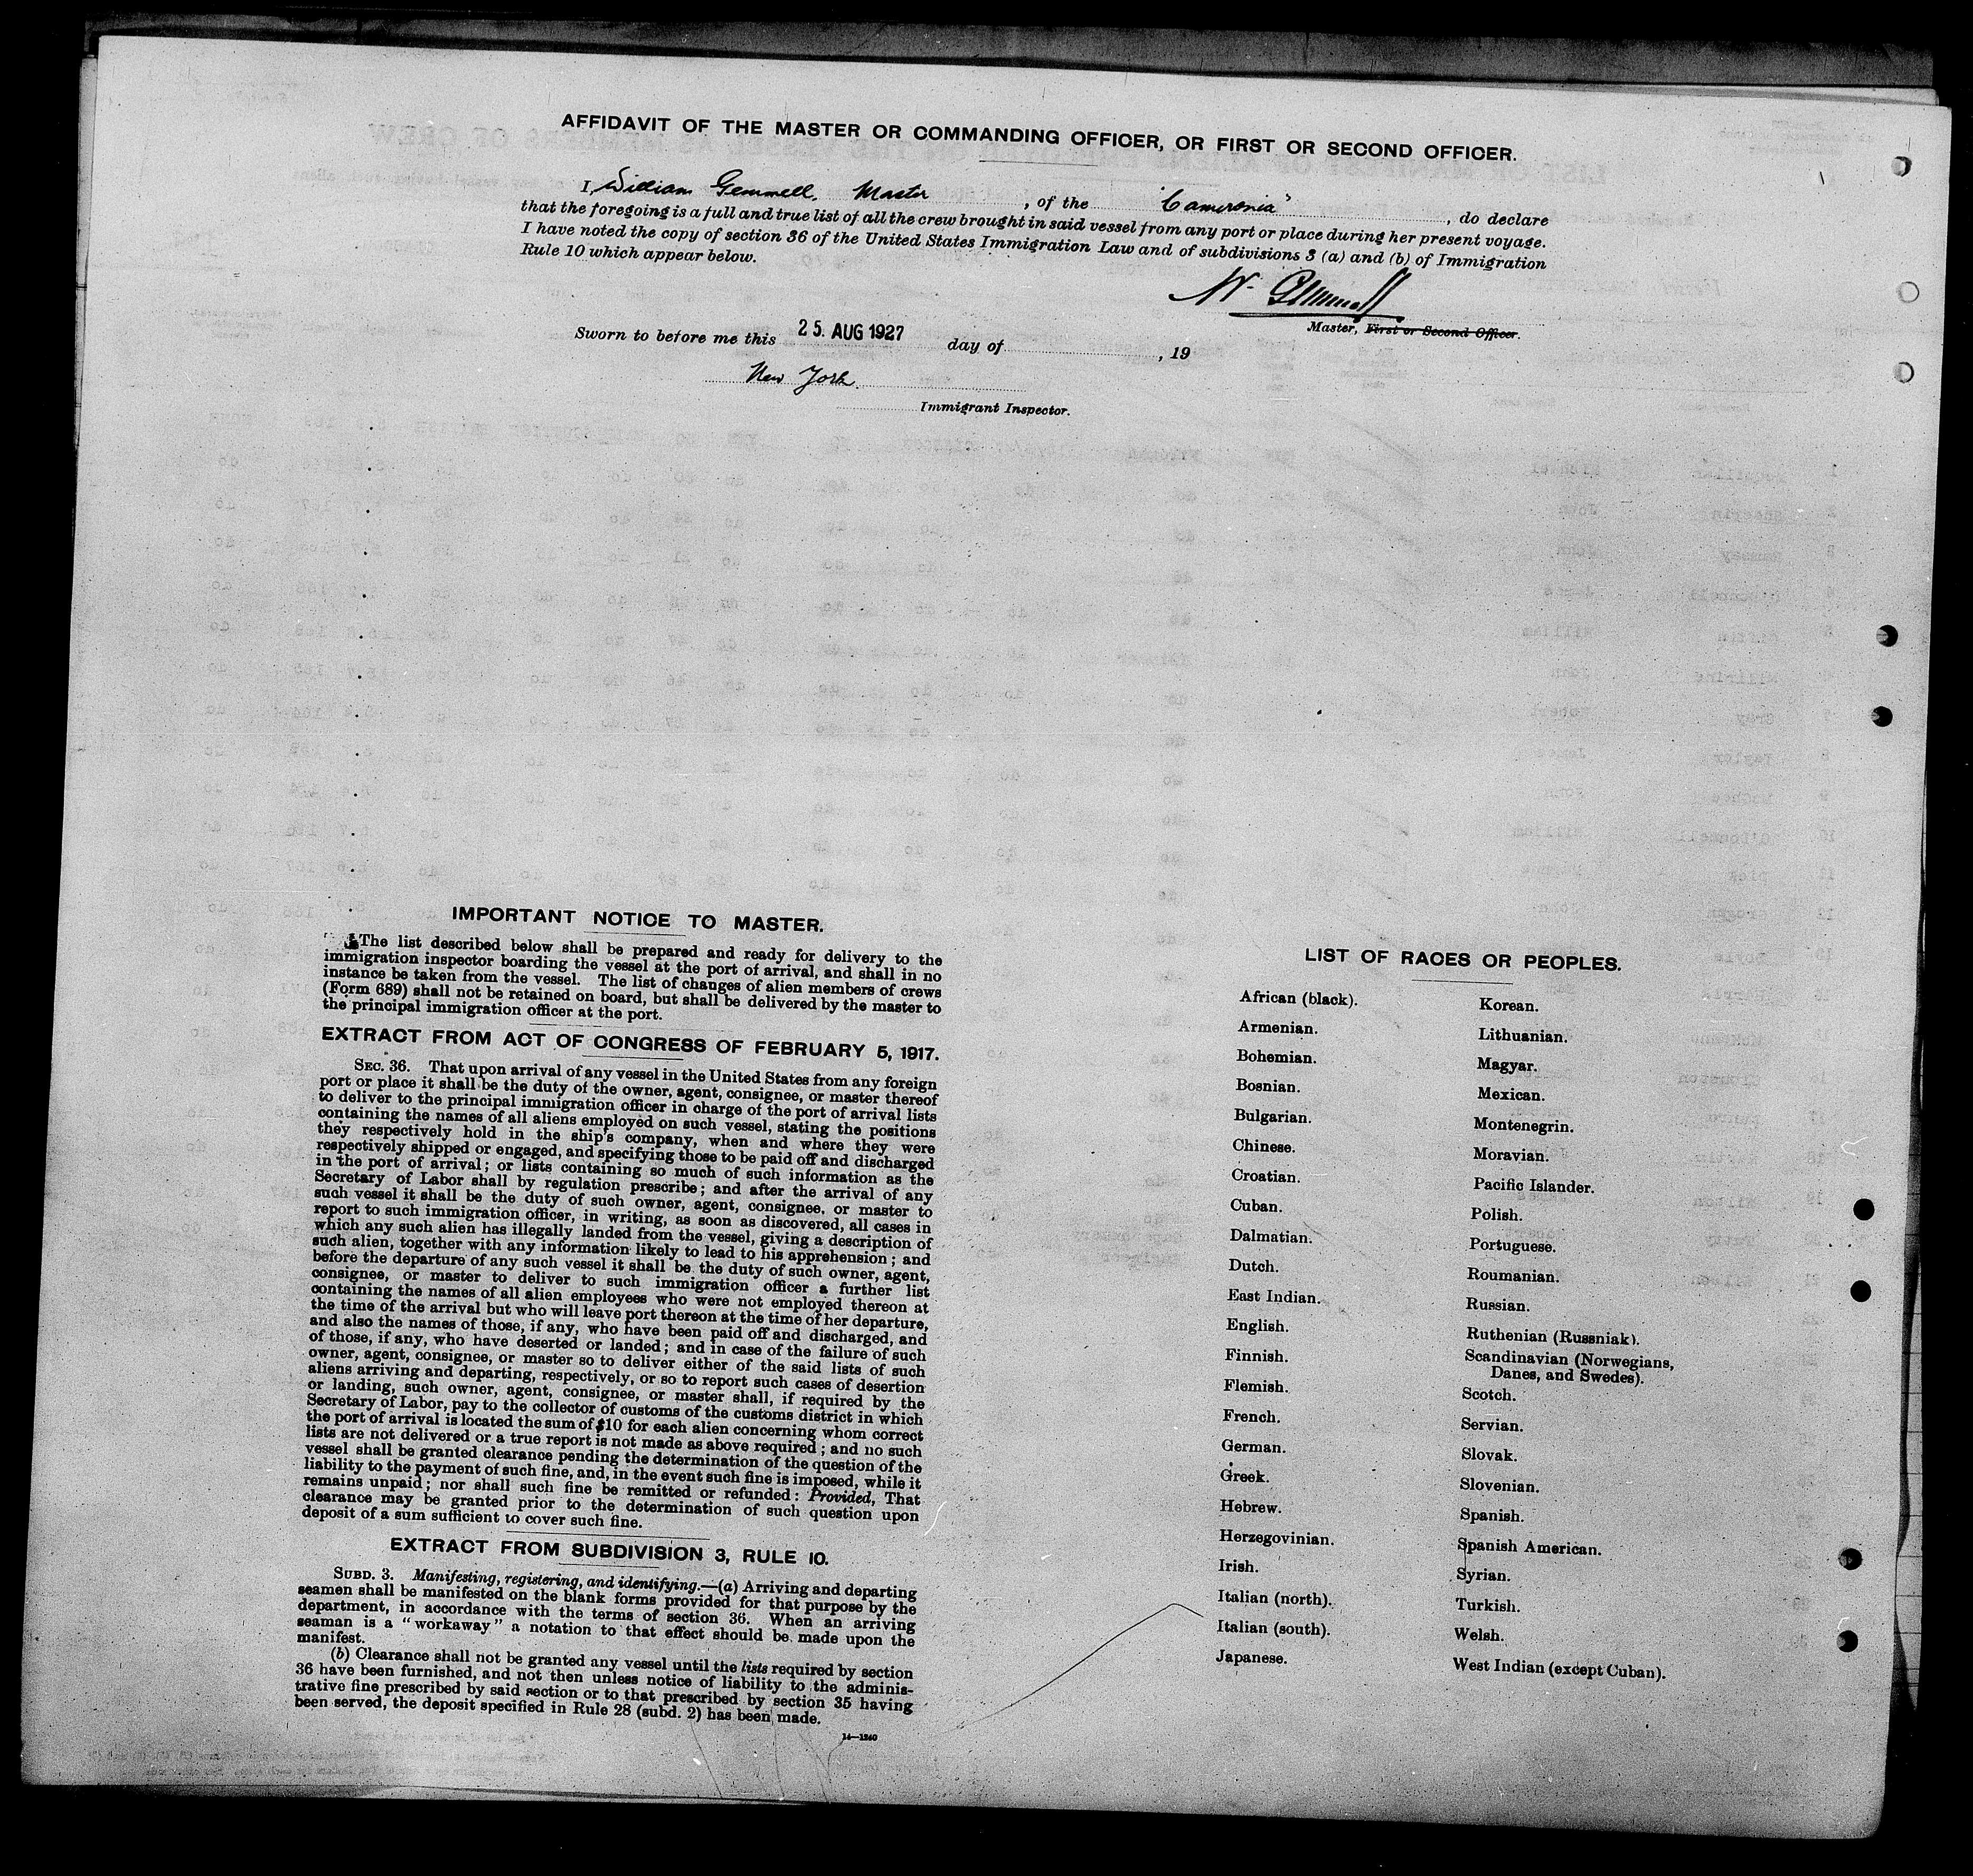 AFFIDAVIT OF THE MASTER OR COMMANDING OFFICER, OR FIRST OR SECOND OFFICER.
I, William Gemmell, Master, of the "Cameronia", do declare
that the foregoing is a full and true list of all the crew brought in said vessel from any port or place during her present voyage.
I have noted the copy of section 36 of the United States Immigration Law and of subdivisions 3 (a) and (b) of Immigration
Rule 10 which appear below.
W. Gemmell
Master, First or Second Officer.
Sworn to before me this 25. AUG 1927 day of , 19
New York.
Immigrant Inspector.
IMPORTANT NOTICE TO MASTER.
The list described below shall be prepared and ready for delivery to the
immigration inspector boarding the vessel at the port of arrival, and shall in no
instance be taken from the vessel. The list of changes of alien members of crews
(Form 689) shall not be retained on board, but shall be delivered by the master to
the principal immigration officer at the port.
EXTRACT FROM ACT OF CONGRESS OF FEBRUARY 5, 1917.
SEC. 36. That upon arrival of any vessel in the United States from any foreign
port or place it shall be the duty of the owner, agent, consignee, or master thereof
to deliver to the principal immigration officer in charge of the port of arrival lists
containing the names of all aliens employed on such vessel, stating the positions
they respectively hold in the ship's company, when and where they were
respectively shipped or engaged, and specifying those to be paid off and discharged
in the port of arrival; or lists containing so much of such information as the
Secretary of Labor shall by regulation prescribe; and after the arrival of any
such vessel it shall be the duty of such owner, agent, consignee, or master to
report to such immigration officer, in writing, as soon as discovered, all cases in
which any such alien has illegally landed from the vessel, giving a description of
such alien, together with any information likely to lead to his apprehension; and
before the departure of any such vessel it shall be the duty of such owner, agent,
consignee, or master to deliver to such immigration officer a further list
containing the names of all alien employees who were not employed thereon at
the time of the arrival but who will leave port thereon at the time of her departure,
and also the names of those, if any, who have been paid off and discharged, and
of those, if any, who have deserted or landed; and in case of the failure of such
owner, agent, consignee, or master so to deliver either of the said lists of such
aliens arriving and departing, respectively, or so to report such cases of desertion
or landing, such owner, agent, consignee, or master shall, if required by the
Secretary of Labor, pay to the collector of customs of the customs district in which
the port of arrival is located the sum of $10 for each alien concerning whom correct
lists are not delivered or a true report is not made as above required; and no such
vessel shall be granted clearance pending the determination of the question of the
liability to the payment of such fine, and, in the event such fine is imposed, while it
remains unpaid; nor shall such fine be remitted or refunded: Provided, That
clearance may be granted prior to the determination of such question upon
deposit of a sum sufficient to cover such fine.
EXTRACT FROM SUBDIVISION 3, RULE 10.
SUBD. 3. Manifesting, registering, and identifying.—(a) Arriving and departing
seamen shall be manifested on the blank forms provided for that purpose by the
department, in accordance with the terms of section 36. When an arriving
seaman is a "workaway" a notation to that effect should be made upon the
manifest.
(b) Clearance shall not be granted any vessel until the lists required by section
36 have been furnished, and not then unless notice of liability to the adminis-
trative fine prescribed by said section or to that prescribed by section 35 having
been served, the deposit specified in Rule 28 (subd. 2) has been made.
14—1240
LIST OF RACES OR PEOPLES.
African (black).
Armenian.
Bohemian.
Bosnian.
Bulgarian.
Chinese.
Croatian.
Cuban.
Dalmatian.
Dutch.
East Indian.
English.
Finnish.
Flemish.
French.
German.
Greek.
Hebrew.
Herzegovinian.
Irish.
Italian (north).
Italian (south).
Japanese.
Korean.
Lithuanian.
Magyar.
Mexican.
Montenegrin.
Moravian.
Pacific Islander.
Polish.
Portuguese.
Roumanian.
Russian.
Ruthenian (Russniak).
Scandinavian (Norwegians,
Danes, and Swedes).
Scotch.
Servian.
Slovak.
Slovenian.
Spanish.
Spanish American.
Syrian.
Turkish.
Welsh.
West Indian (except Cuban).